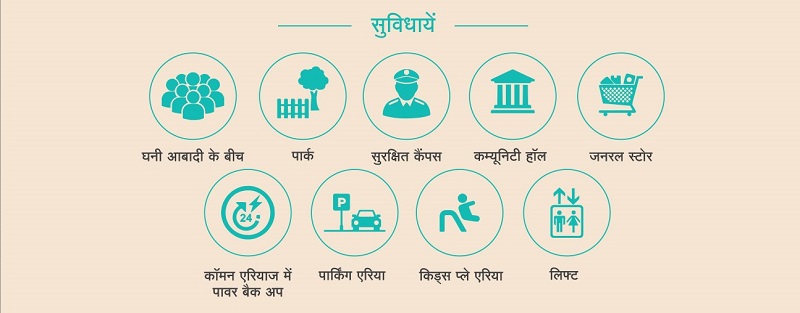 सुविधायें
घनी आबादी के बीच
पार्क
सुरक्षित कैंपस
कम्यूनिटी हॉल
जनरल स्टोर
24
P
कॉमन एरियाज में
पावर बैक अप
पार्किंग एरिया
किड्स प्ले एरिया
लिफ्ट